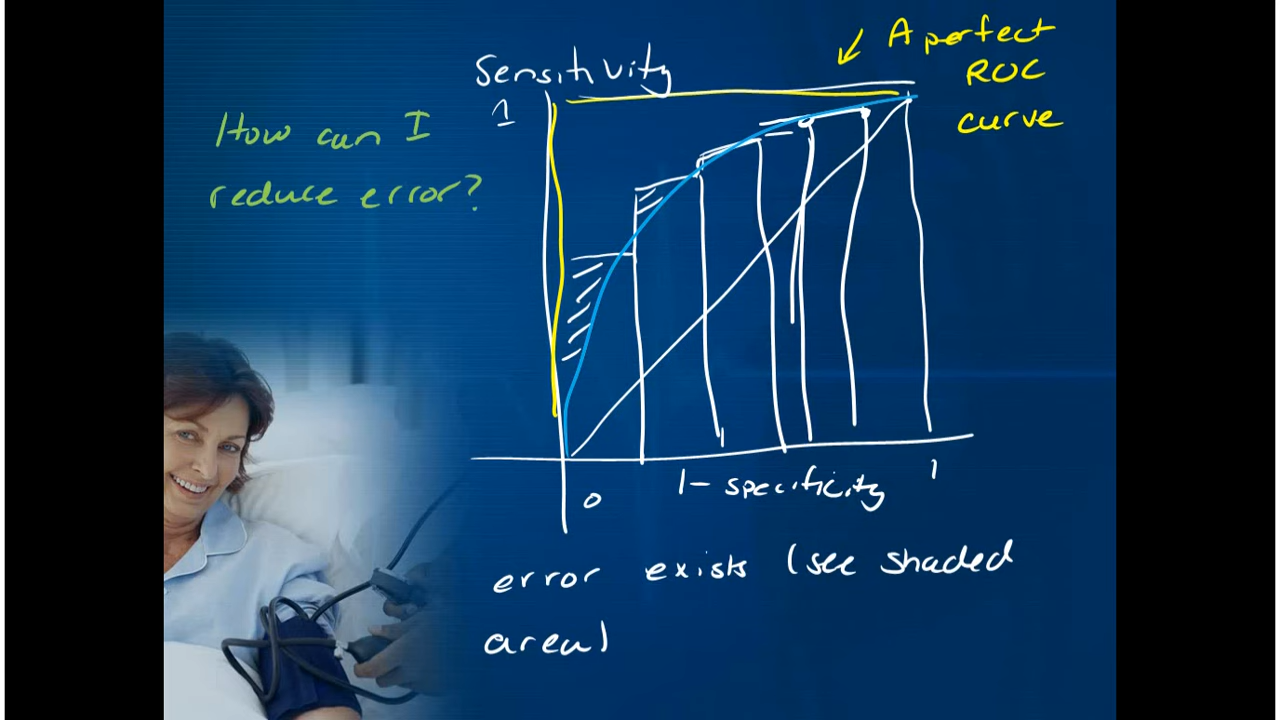 Sensitivity
1
A perfect
ROC
curve
How can I
reduce error?
0
1-specificity
1
error exists (see shaded
area)